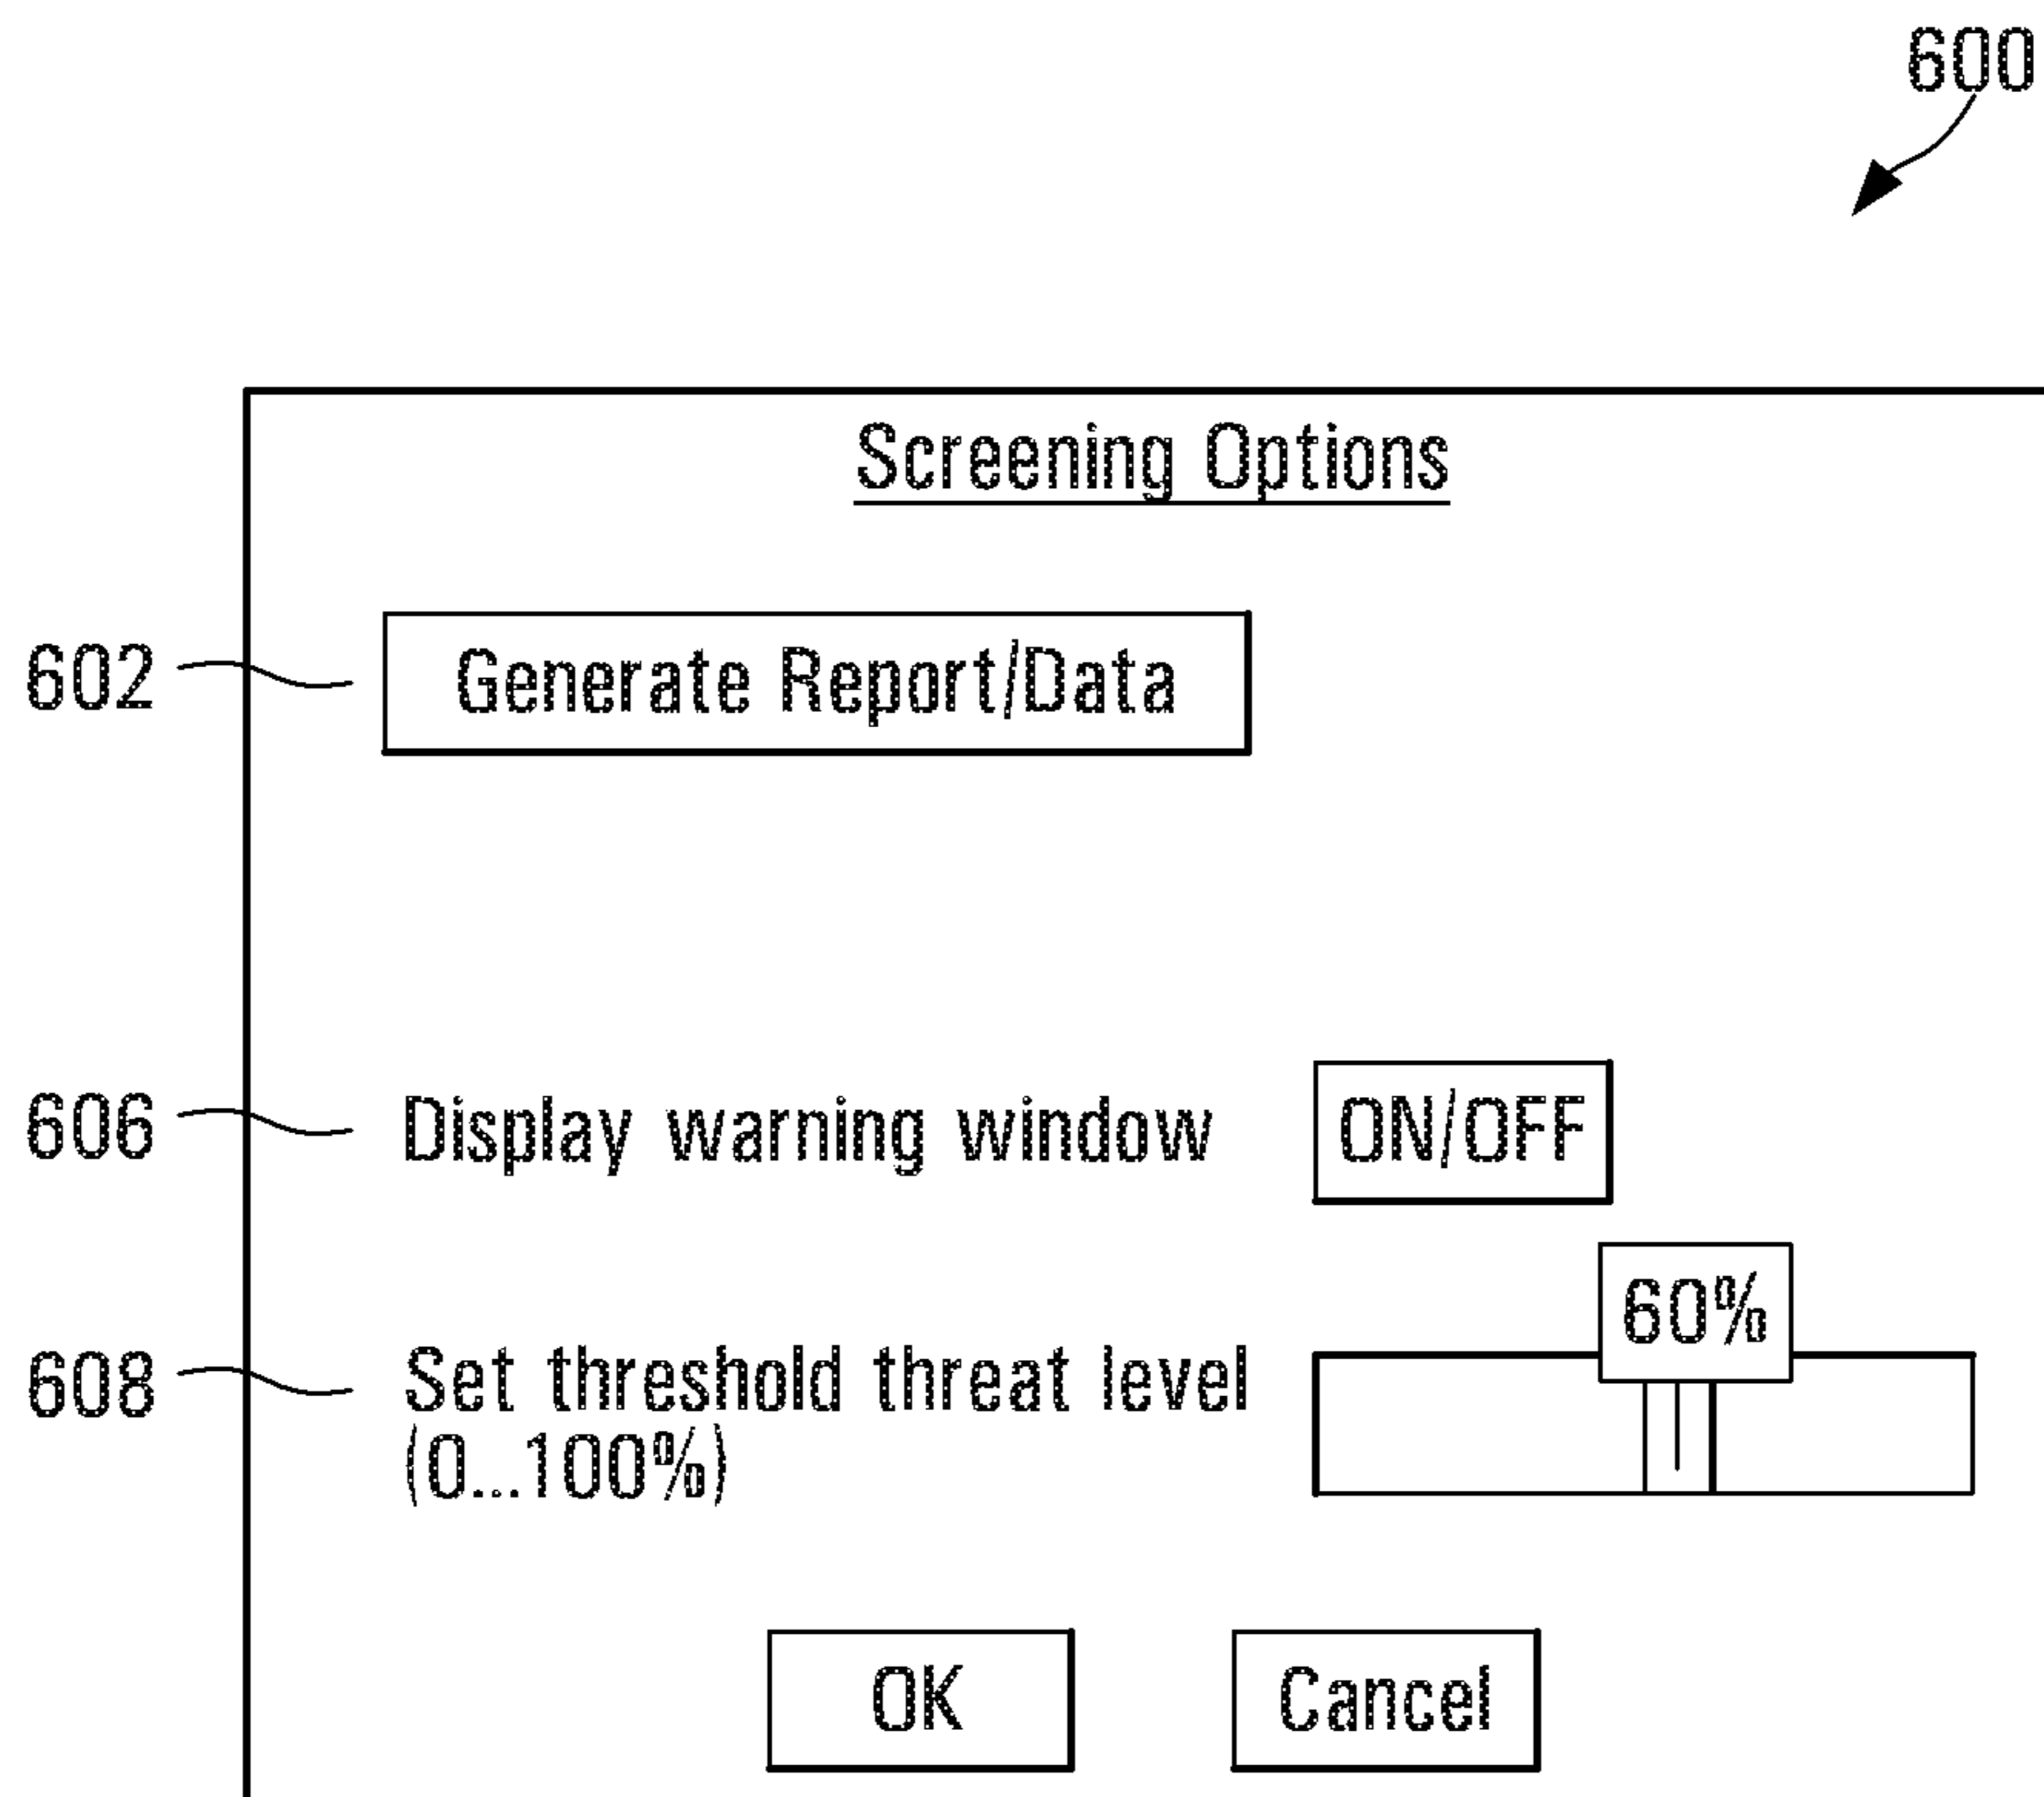 600
Screening Options
602 Generate Report/Data
606 Display warning window ON/OFF
60%
608 Set threshold threat level
(0...100%)
OK Cancel